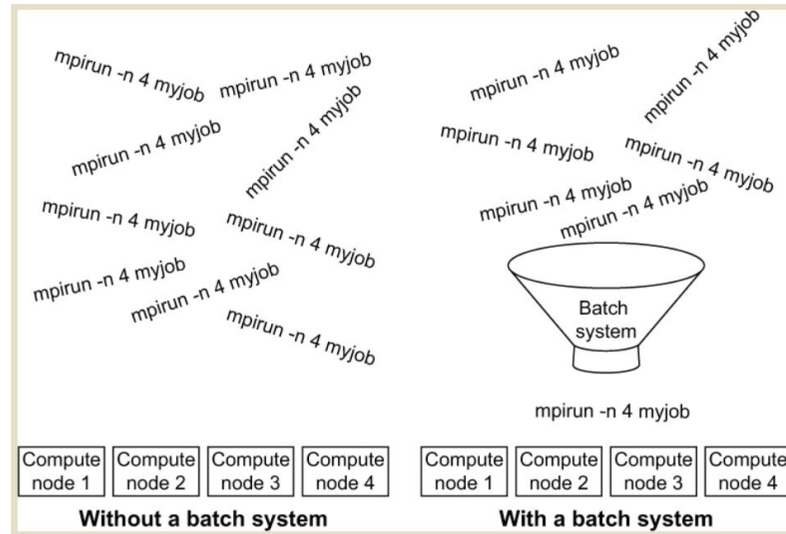 mpirun -n 4 myjob
mpirun -n 4 myjob
mpirun -n 4 myjob
mpirun -n 4 myjob
mpirun -n 4 myjob
mpirun -n 4 myjob
mpirun -n 4 myjob
mpirun -n 4 myjob
mpirun -n 4 myjob
Compute
node 1
Compute
node 2
Compute
node 3
Compute
node 4
Without a batch system
mpirun -n 4 myjob
mpirun -n 4 myjob
mpirun -n 4 myjob
mpirun -n 4 myjob
mpirun -n 4 myjob
mpirun -n 4 myjob
Batch
system
mpirun -n 4 myjob
Compute
node 1
Compute
node 2
Compute
node 3
Compute
node 4
With a batch system